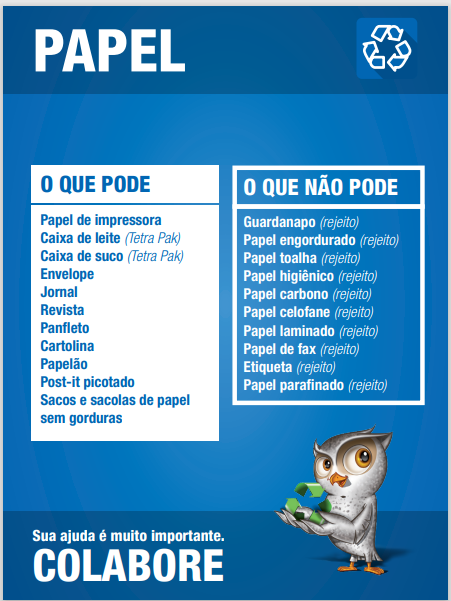 PAPEL
O QUE PODE
Papel de impressora
Caixa de leite (Tetra Pak)
Caixa de suco (Tetra Pak)
Envelope
Jornal
Revista
Panfleto
Cartolina
Papelão
Post-it picotado
Sacos e sacolas de papel
sem gorduras
O QUE NÃO PODE
Guardanapo (rejeito)
Papel engordurado (rejeito)
Papel toalha (rejeito)
Papel higiênico (rejeito)
Papel carbono (rejeito)
Papel celofane (rejeito)
Papel laminado (rejeito)
Papel de fax (rejeito)
Etiqueta (rejeito)
Papel parafinado (rejeito)
Sua ajuda é muito importante.
COLABORE